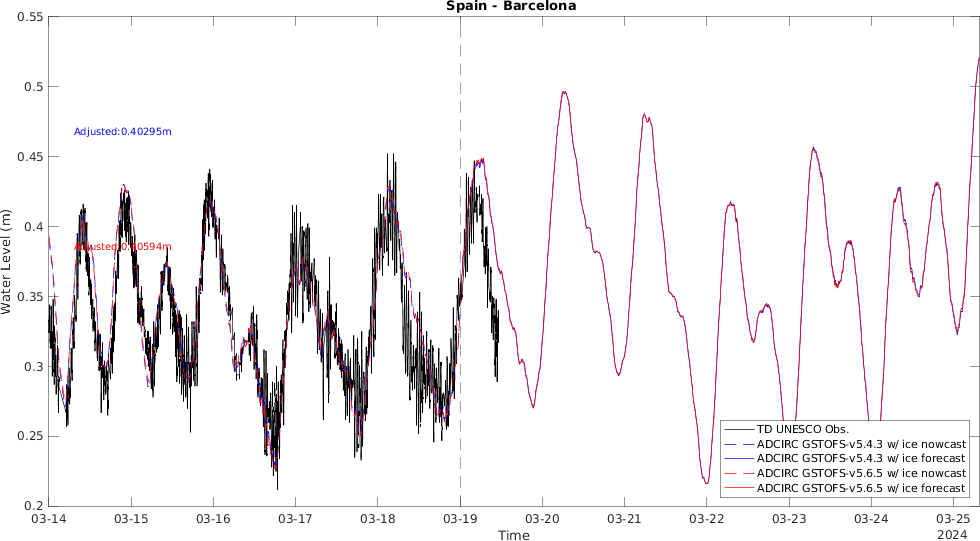 Spain - Barcelona
0.55
0.5
0.45
0.4
0.35
0.3
0.25
0.2
Water Level (m)
Adjusted:0.40295m
Adjusted:0.40594m
TD UNESCO Obs.
ADCIRC GSTOFS-v5.4.3 w/ ice nowcast
ADCIRC GSTOFS-v5.4.3 w/ ice forecast
ADCIRC GSTOFS-v5.6.5 w/ ice nowcast
ADCIRC GSTOFS-v5.6.5 w/ ice forecast
03-14 03-15 03-16 03-17 03-18 03-19 03-20 03-21 03-22 03-23 03-24 03-25
Time
2024